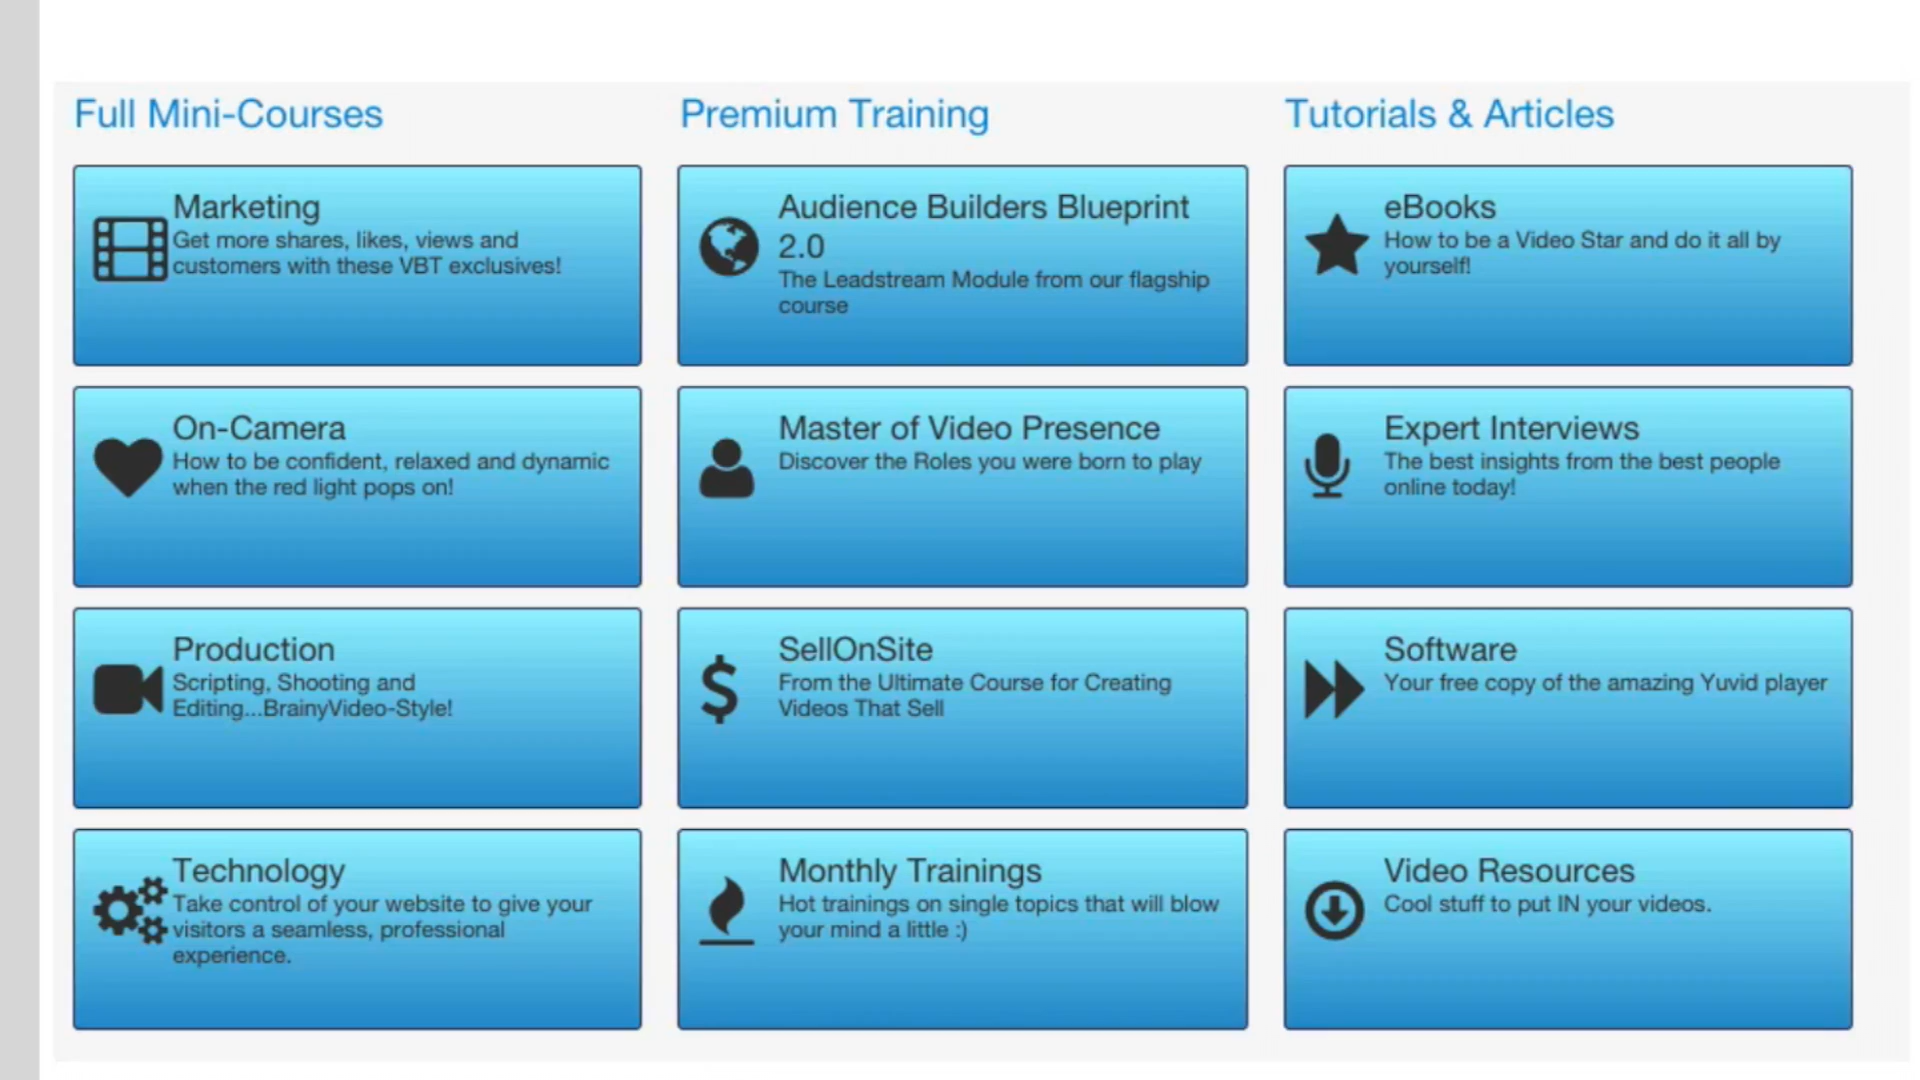 Full Mini-Courses
Marketing
Get more shares, likes, views and
customers with these VBT exclusives!
On-Camera
How to be confident, relaxed and dynamic
when the red light pops on!
Production
Scripting, Shooting and
Editing...BrainyVideo-Style!
Technology
Take control of your website to give your
visitors a seamless, professional
experience.
Premium Training
Audience Builders Blueprint
2.0
The Leadstream Module from our flagship
course
Master of Video Presence
Discover the Roles you were born to play
SellOnSite
From the Ultimate Course for Creating
Videos That Sell
Monthly Trainings
Hot trainings on single topics that will blow
your mind a little :)
Tutorials & Articles
eBooks
How to be a Video Star and do it all by
yourself!
Expert Interviews
The best insights from the best people
online today!
Software
Your free copy of the amazing Yuvid player
Video Resources
Cool stuff to put IN your videos.